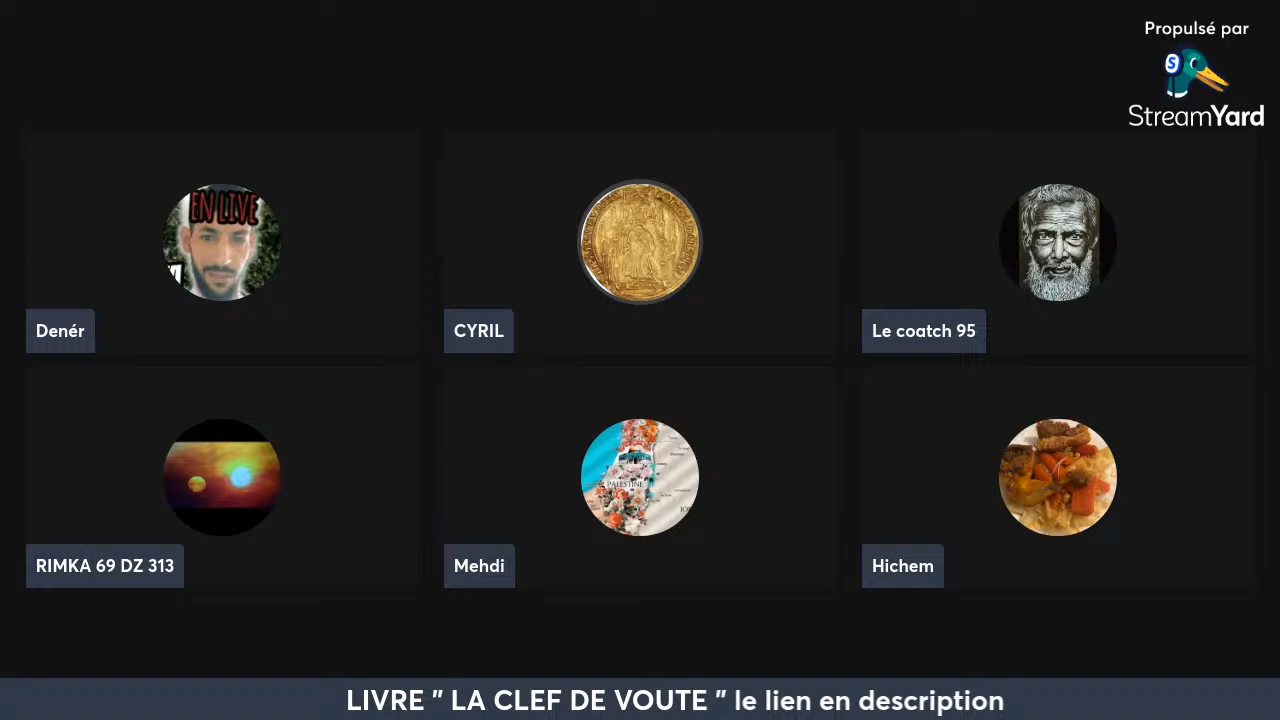 Propulsé par
StreamYard
EN LIVE
Denér
CYRIL
Le coatch 95
PALESTINE
RIMKA 69 DZ 313
Mehdi
Hichem
LIVRE " LA CLEF DE VOUTE " le lien en description